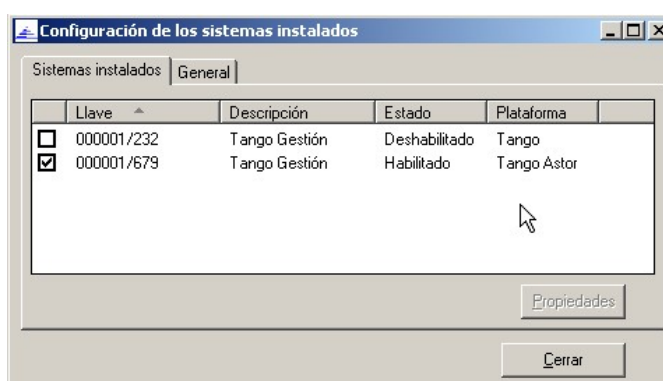 Configuración de los sistemas instalados
Sistemas instalados General
Llave Descripción Estado Plataforma
000001/232 Tango Gestión Deshabilitado Tango
000001/679 Tango Gestión Habilitado Tango Astor
Propiedades
Cerrar